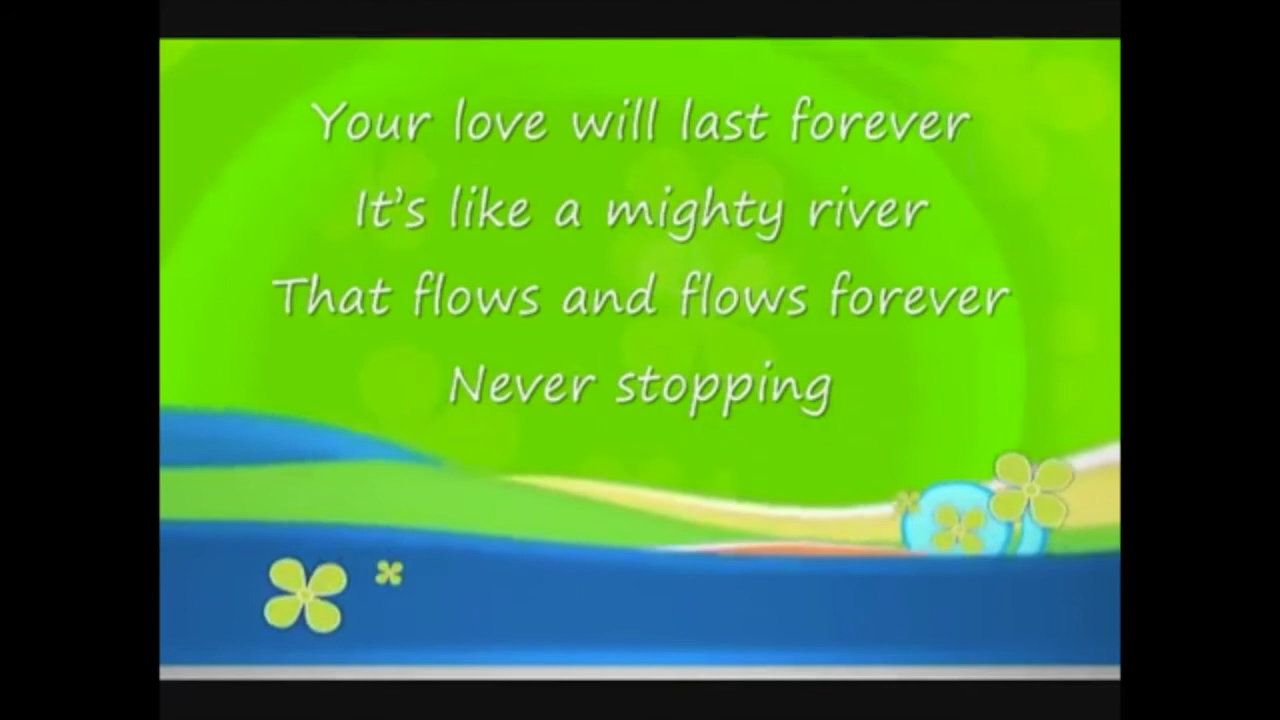 Your love will last forever
It's like a mighty river
That flows and flows forever
Never stopping